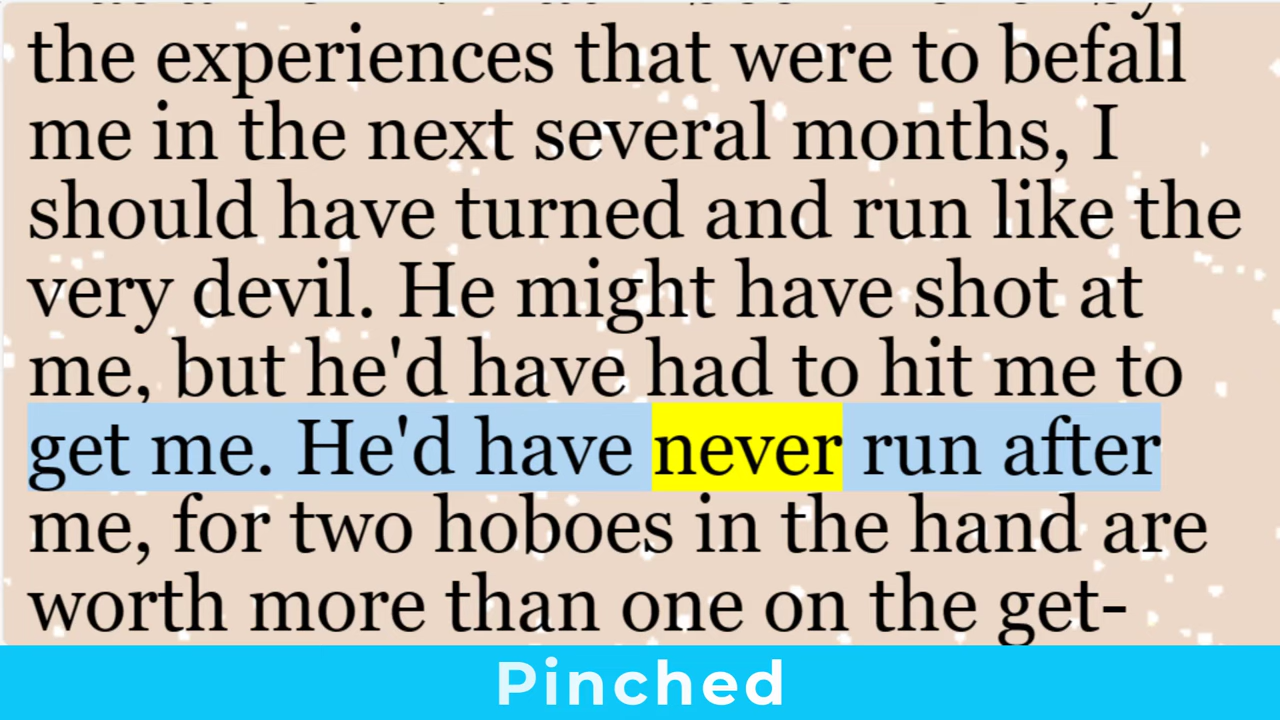 the experiences that were to befall
me in the next several months, I
should have turned and run like the
very devil. He might have shot at
me, but he'd have had to hit me to
get me. He'd have never run after
me, for two hoboes in the hand are
worth more than one on the get-
Pinched